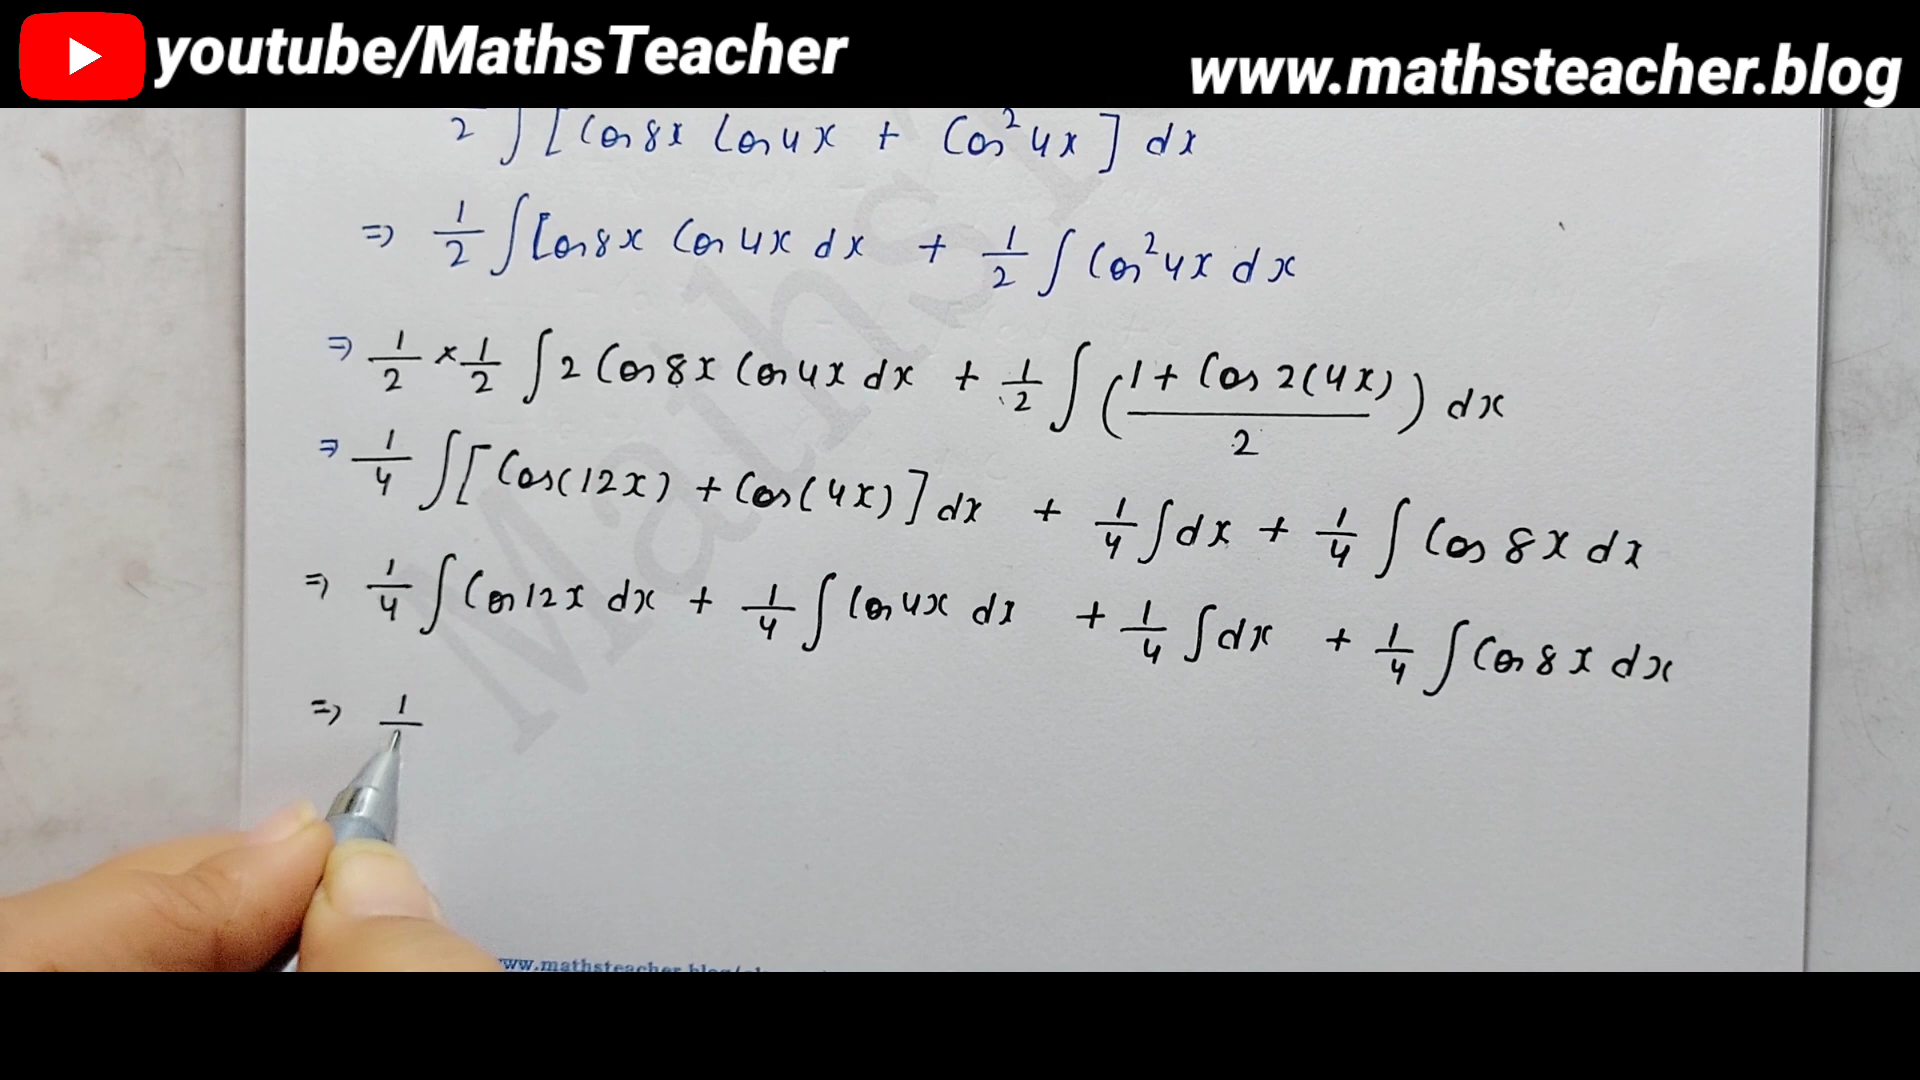 youtube/MathsTeacher
www.mathsteacher.blog
2 ∫ [Cos 8x Cos 4x + Cos² 4x] dx
⇒ 1/2 ∫ [Cos 8x Cos 4x dx + 1/2 ∫ Cos² 4x dx
⇒ 1/2 × 1/2 ∫ 2 Cos 8x Cos 4x dx + 1/2 ∫ (1 + Cos 2(4x)/2) dx
⇒ 1/4 ∫ [Cos(12x) + Cos(4x)] dx + 1/4 ∫ dx + 1/4 ∫ Cos 8x dx
⇒ 1/4 ∫ Cos 12x dx + 1/4 ∫ Cos 4x dx + 1/4 ∫ dx + 1/4 ∫ Cos 8x dx
⇒ 1/
Maths
www.mathsteacher.blog